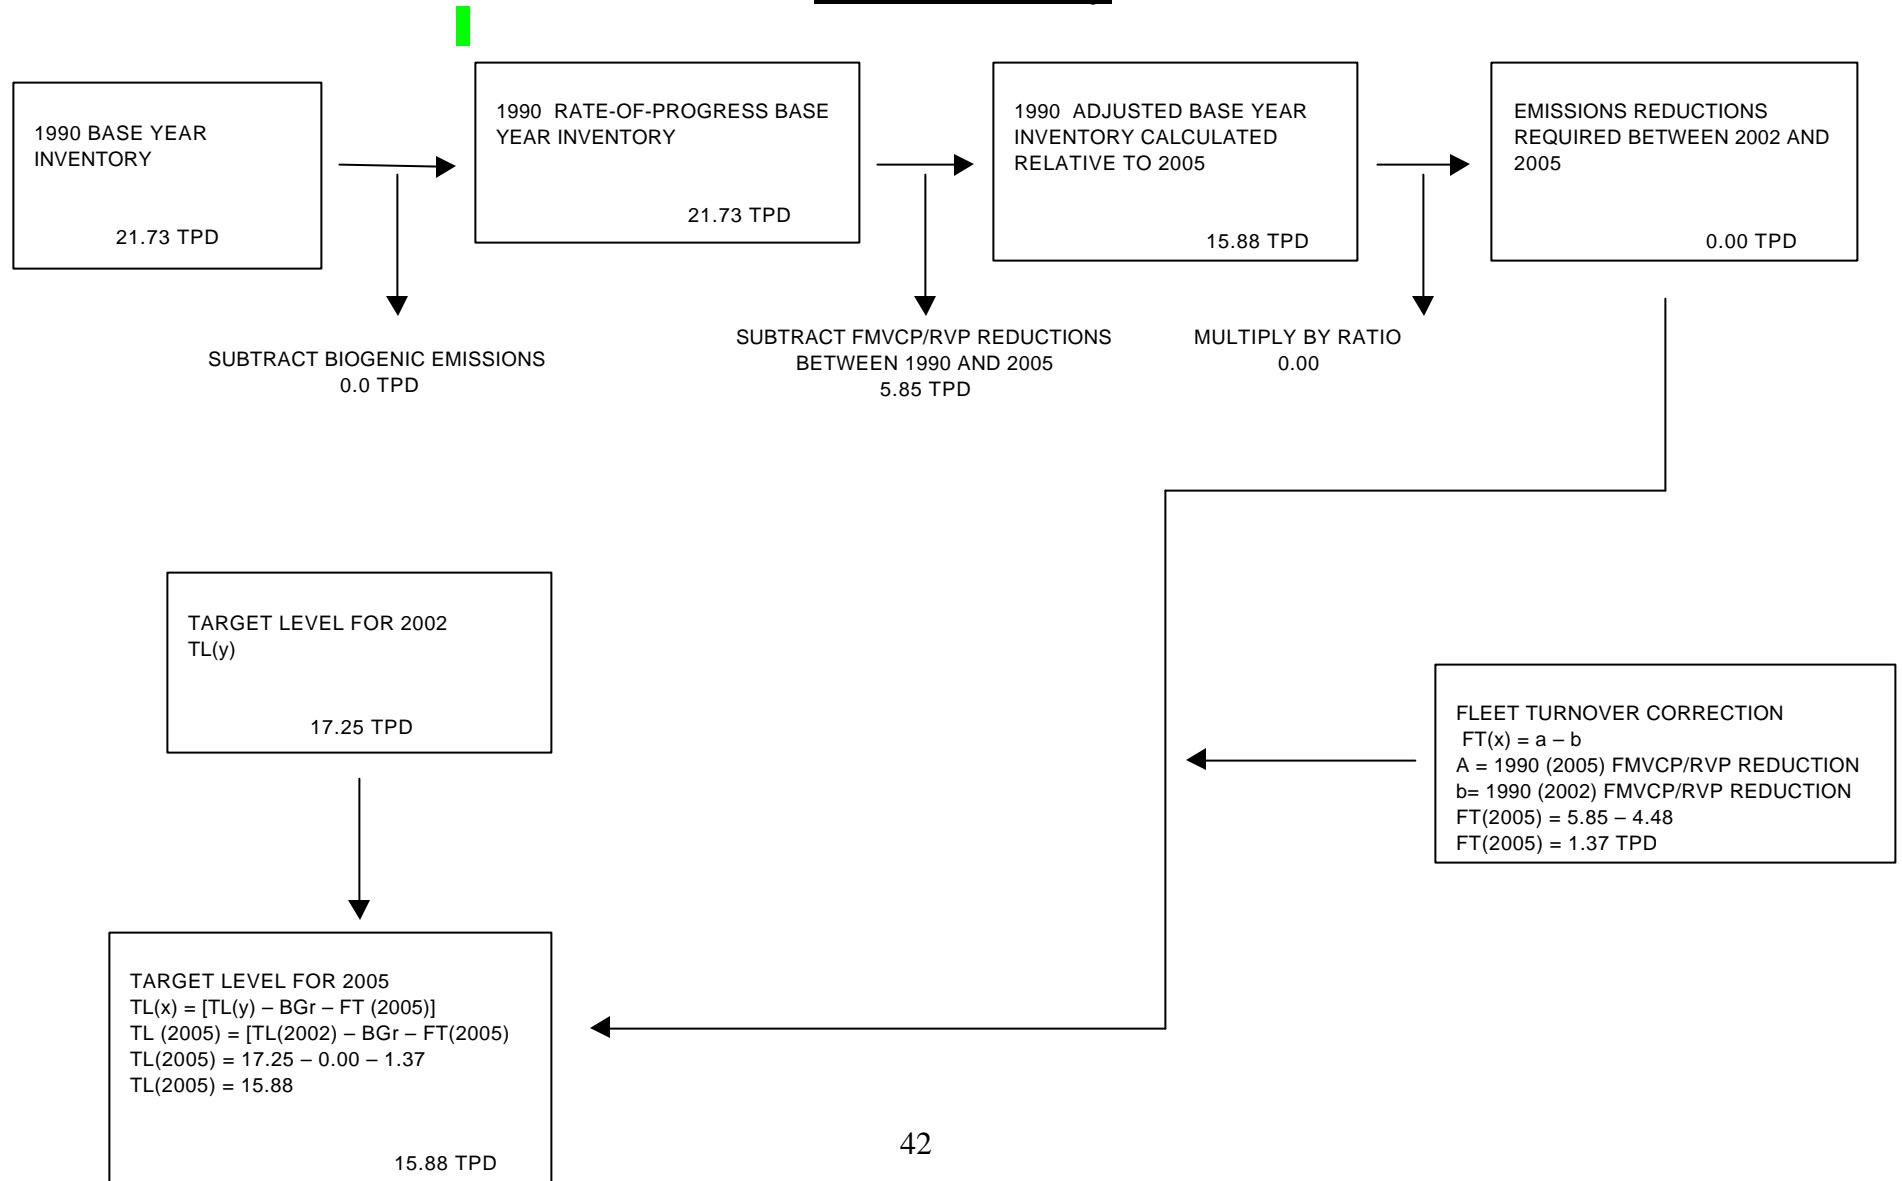 1990 BASE YEAR
INVENTORY
21.73 TPD
1990 RATE-OF-PROGRESS BASE
YEAR INVENTORY
21.73 TPD
1990 ADJUSTED BASE YEAR
INVENTORY CALCULATED
RELATIVE TO 2005
15.88 TPD
EMISSIONS REDUCTIONS
REQUIRED BETWEEN 2002 AND
2005
0.00 TPD
SUBTRACT BIOGENIC EMISSIONS
0.0 TPD
SUBTRACT FMVCP/RVP REDUCTIONS
BETWEEN 1990 AND 2005
5.85 TPD
MULTIPLY BY RATIO
0.00
TARGET LEVEL FOR 2002
TL(y)
17.25 TPD
FLEET TURNOVER CORRECTION
FT(x) = a – b
A = 1990 (2005) FMVCP/RVP REDUCTION
b= 1990 (2002) FMVCP/RVP REDUCTION
FT(2005) = 5.85 – 4.48
FT(2005) = 1.37 TPD
TARGET LEVEL FOR 2005
TL(x) = [TL(y) – BGr – FT (2005)]
TL (2005) = [TL(2002) – BGr – FT(2005)
TL(2005) = 17.25 – 0.00 – 1.37
TL(2005) = 15.88
15.88 TPD
42